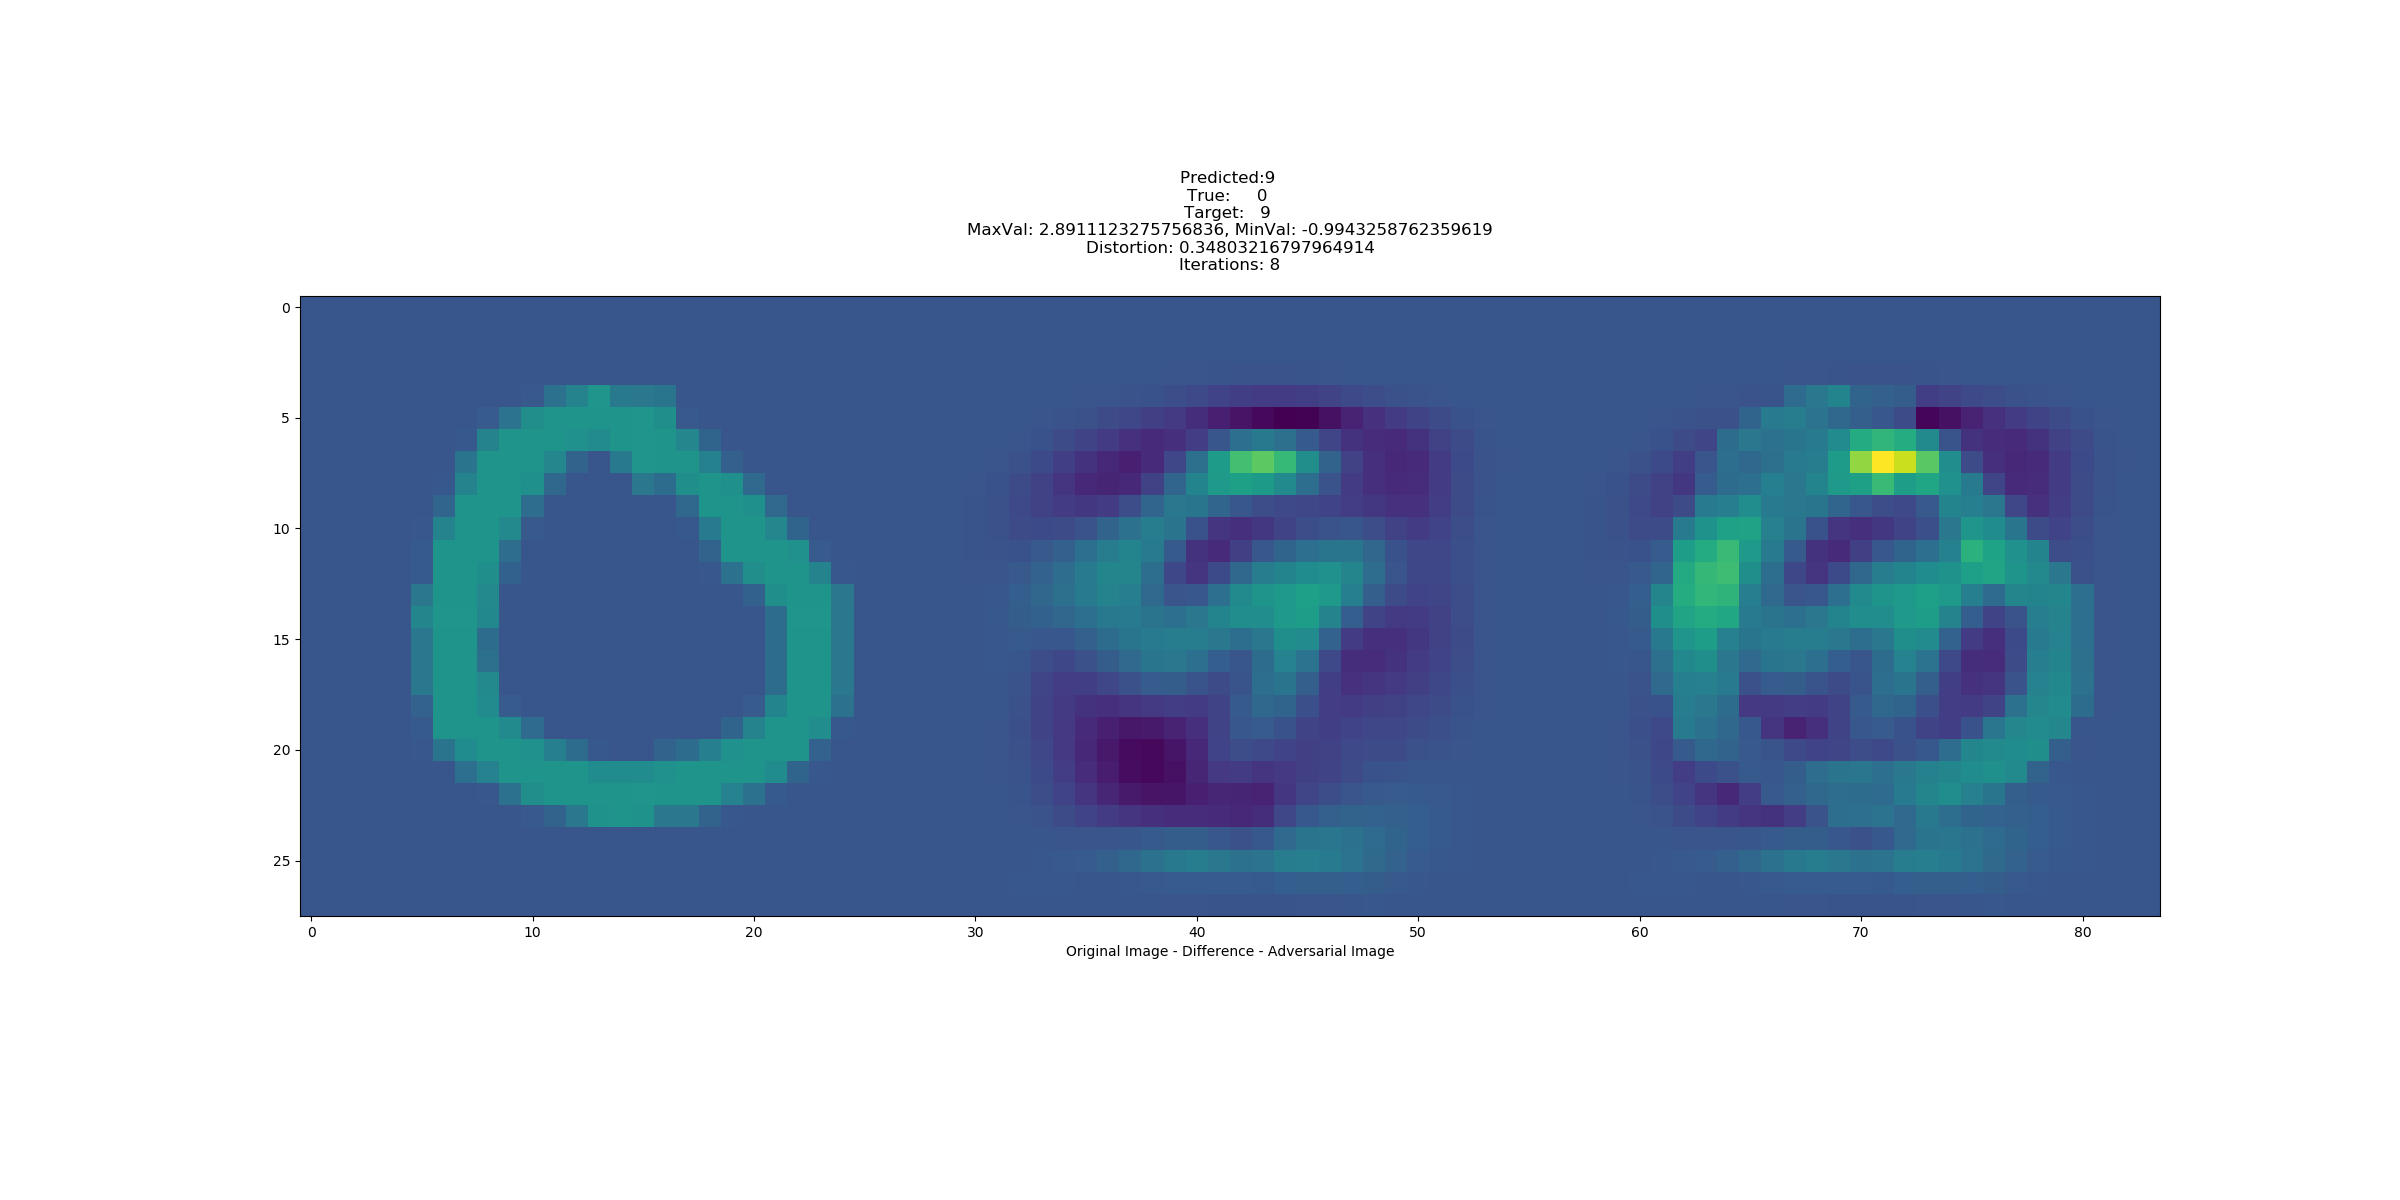 Predicted:9
True: 0
Target: 9
MaxVal: 2.8911123275756836, MinVal: -0.9943258762359619
Distortion: 0.34803216797964914
Iterations: 8
0
5
10
15
20
25
0 10 20 30 40 50 60 70 80
Original Image - Difference - Adversarial Image